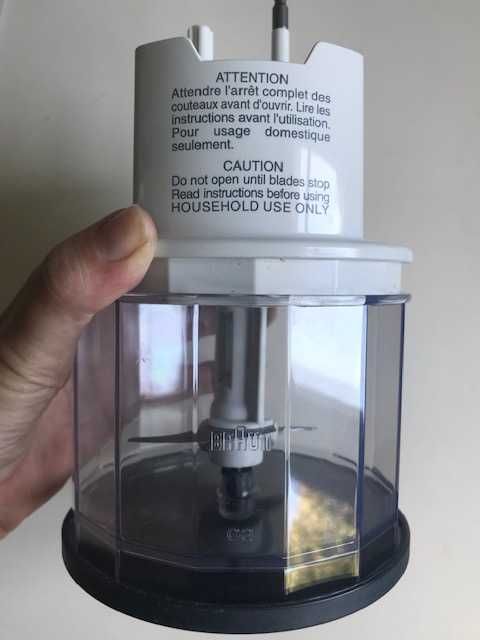 ATTENTION
Attendre l'arrêt complet des
couteaux avant d'ouvrir. Lire les
instructions avant l'utilisation.
Pour usage domestique
seulement.
CAUTION
Do not open until blades stop
Read instructions before using
HOUSEHOLD USE ONLY
BRAUN